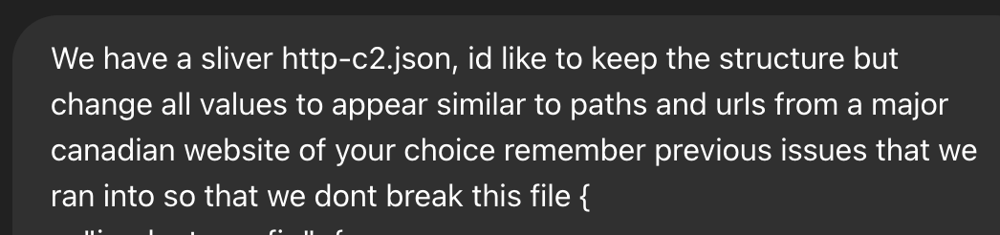 We have a sliver http-c2.json, id like to keep the structure but
change all values to appear similar to paths and urls from a major
canadian website of your choice remember previous issues that we
ran into so that we dont break this file {